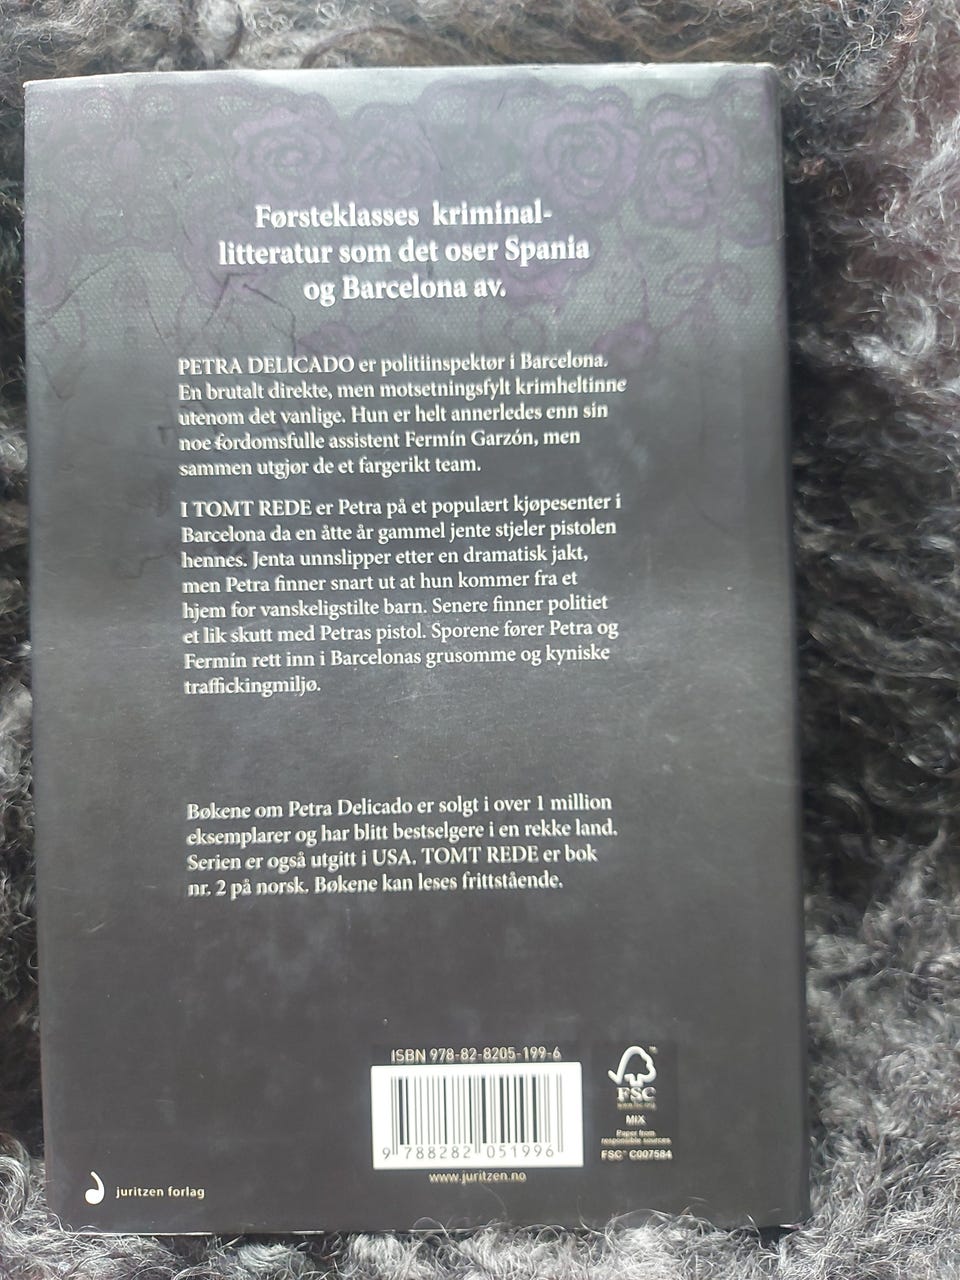 Førsteklasses kriminal-
litteratur som det oser Spania
og Barcelona av.
PETRA DELICADO er politiinspektør i Barcelona.
En brutalt direkte, men motsetningsfylt krimheltinne
utenom det vanlige. Hun er helt annerledes enn sin
noe fordomsfulle assistent Fermín Garzón, men
sammen utgjør de et fargerikt team.
I TOMT REDE er Petra på et populært kjøpesenter i
Barcelona da en åtte år gammel jente stjeler pistolen
hennes. Jenta unnslipper etter en dramatisk jakt,
men Petra finner snart ut at hun kommer fra et
hjem for vanskeligstilte barn. Senere finner politiet
et lik skutt med Petras pistol. Sporene fører Petra og
Fermín rett inn i Barcelonas grusomme og kyniske
traffickingmiljø.
Bøkene om Petra Delicado er solgt i over 1 million
eksemplarer og har blitt bestselgere i en rekke land.
Serien er også utgitt i USA. TOMT REDE er bok
nr. 2 på norsk. Bøkene kan leses frittstående.
ISBN 978-82-8205-199-6
9 788282 051996
www.juritzen.no
™
FSC
www.fsc.org
MIX
Paper from
responsible sources
FSC™ C007584
juritzen forlag